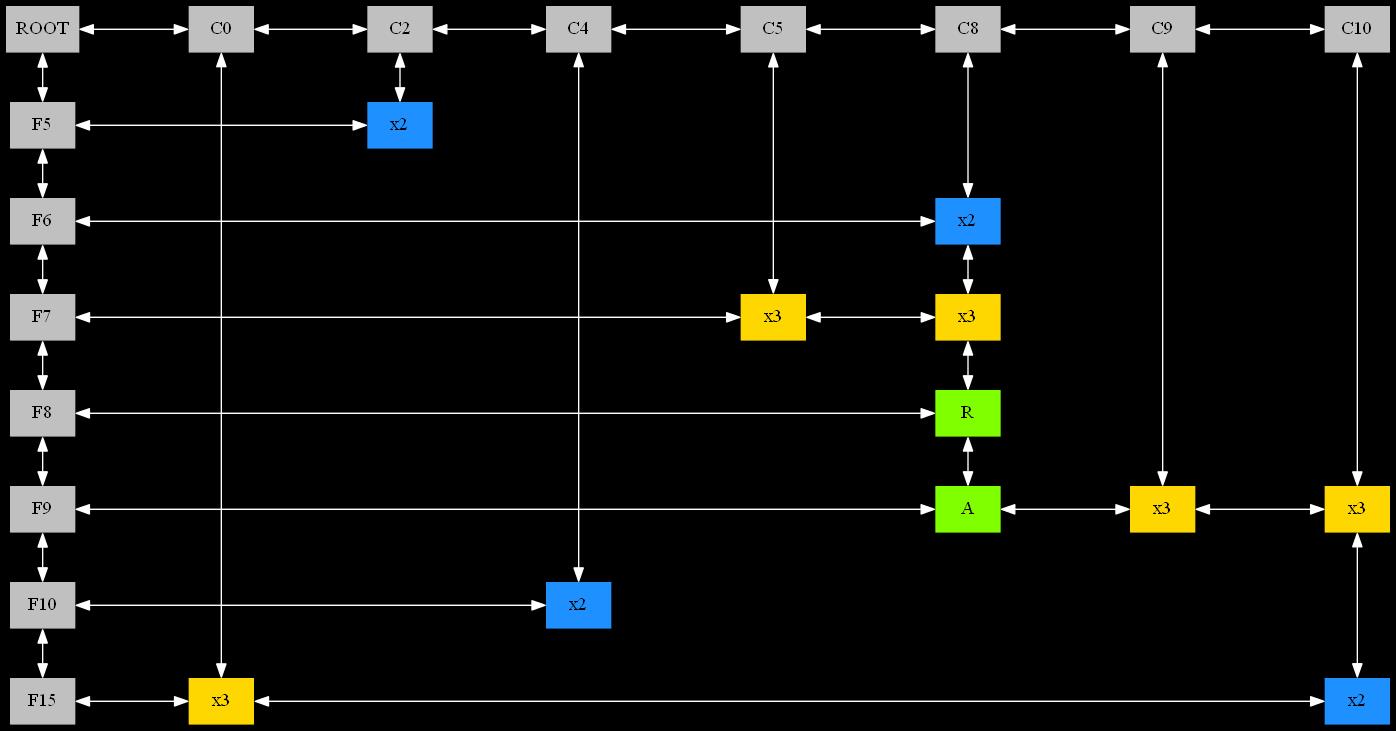 ROOT C0 C2 C4 C5 C8 C9 C10
F5 x2
F6 x2
F7 x3 x3
F8 R
F9 A x3 x3
F10 x2
F15 x3 x2